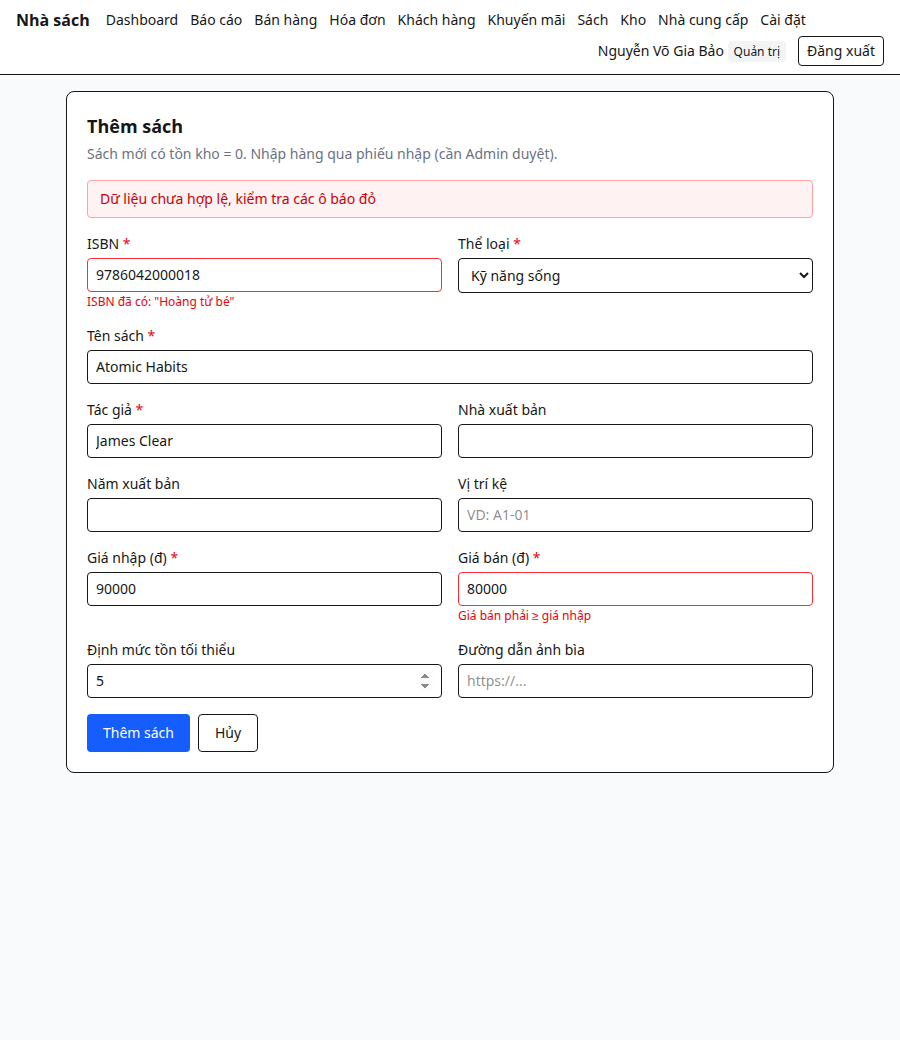 Nhà sách Dashboard Báo cáo Bán hàng Hóa đơn Khách hàng Khuyến mãi Sách Kho Nhà cung cấp Cài đặt
Nguyễn Võ Gia Bảo Quản trị Đăng xuất
Thêm sách
Sách mới có tồn kho = 0. Nhập hàng qua phiếu nhập (cần Admin duyệt).
Dữ liệu chưa hợp lệ, kiểm tra các ô báo đỏ
ISBN * Thể loại *
9786042000018 Kỹ năng sống
ISBN đã có: "Hoàng tử bé"
Tên sách *
Atomic Habits
Tác giả * Nhà xuất bản
James Clear
Năm xuất bản Vị trí kệ
VD: A1-01
Giá nhập (đ) * Giá bán (đ) *
90000 80000
Giá bán phải ≥ giá nhập
Định mức tồn tối thiểu Đường dẫn ảnh bìa
5 https://...
Thêm sách Hủy